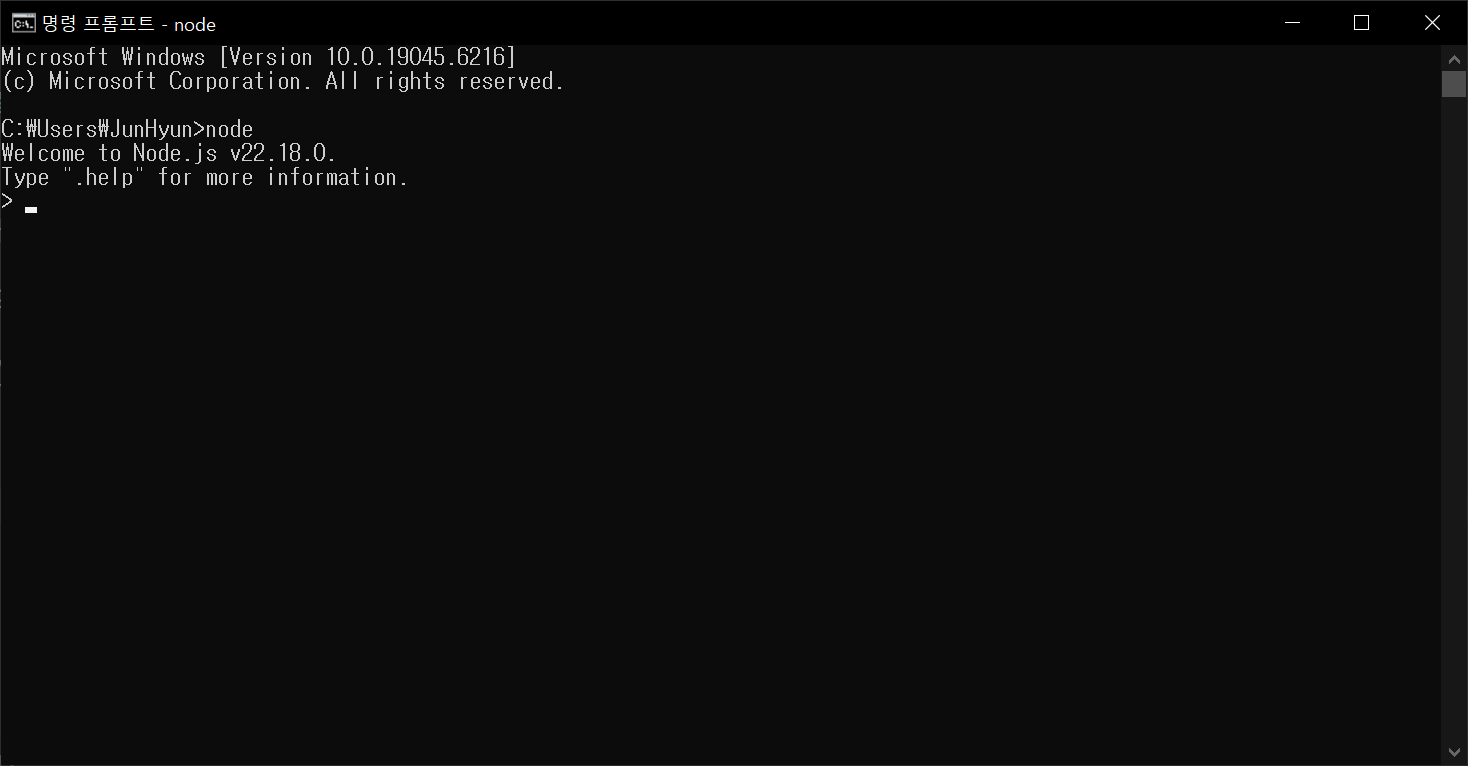 명령 프롬프트 - node
Microsoft Windows [Version 10.0.19045.6216]
(c) Microsoft Corporation. All rights reserved.
C:₩Users₩JunHyun>node
Welcome to Node.js v22.18.0.
Type ".help" for more information.
>